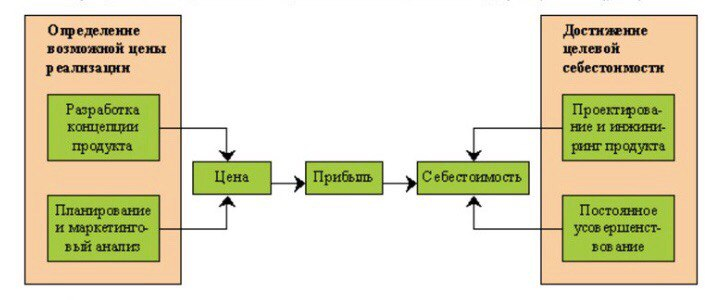 Определение
возможной цены
реализации
Разработка
концепции
продукта
Планирование
и маркетинго-
вый анализ
Цена
Прибыль
Себестоимость
Достижение
целевой
себестоимости
Проектирова-
ние и инжини-
ринг продукта
Постоянное
усовершенст-
вование